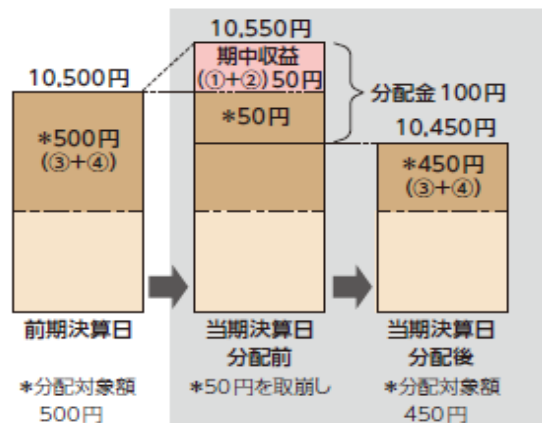 10,550円
期中収益
(①+②)50円
10,500円
分配金100円
*50円
10,450円
*500円
(③+④)
*450円
(③+④)
前期決算日
当期決算日
分配前
当期決算日
分配後
*分配対象額
500円
*50円を取崩し
*分配対象額
450円